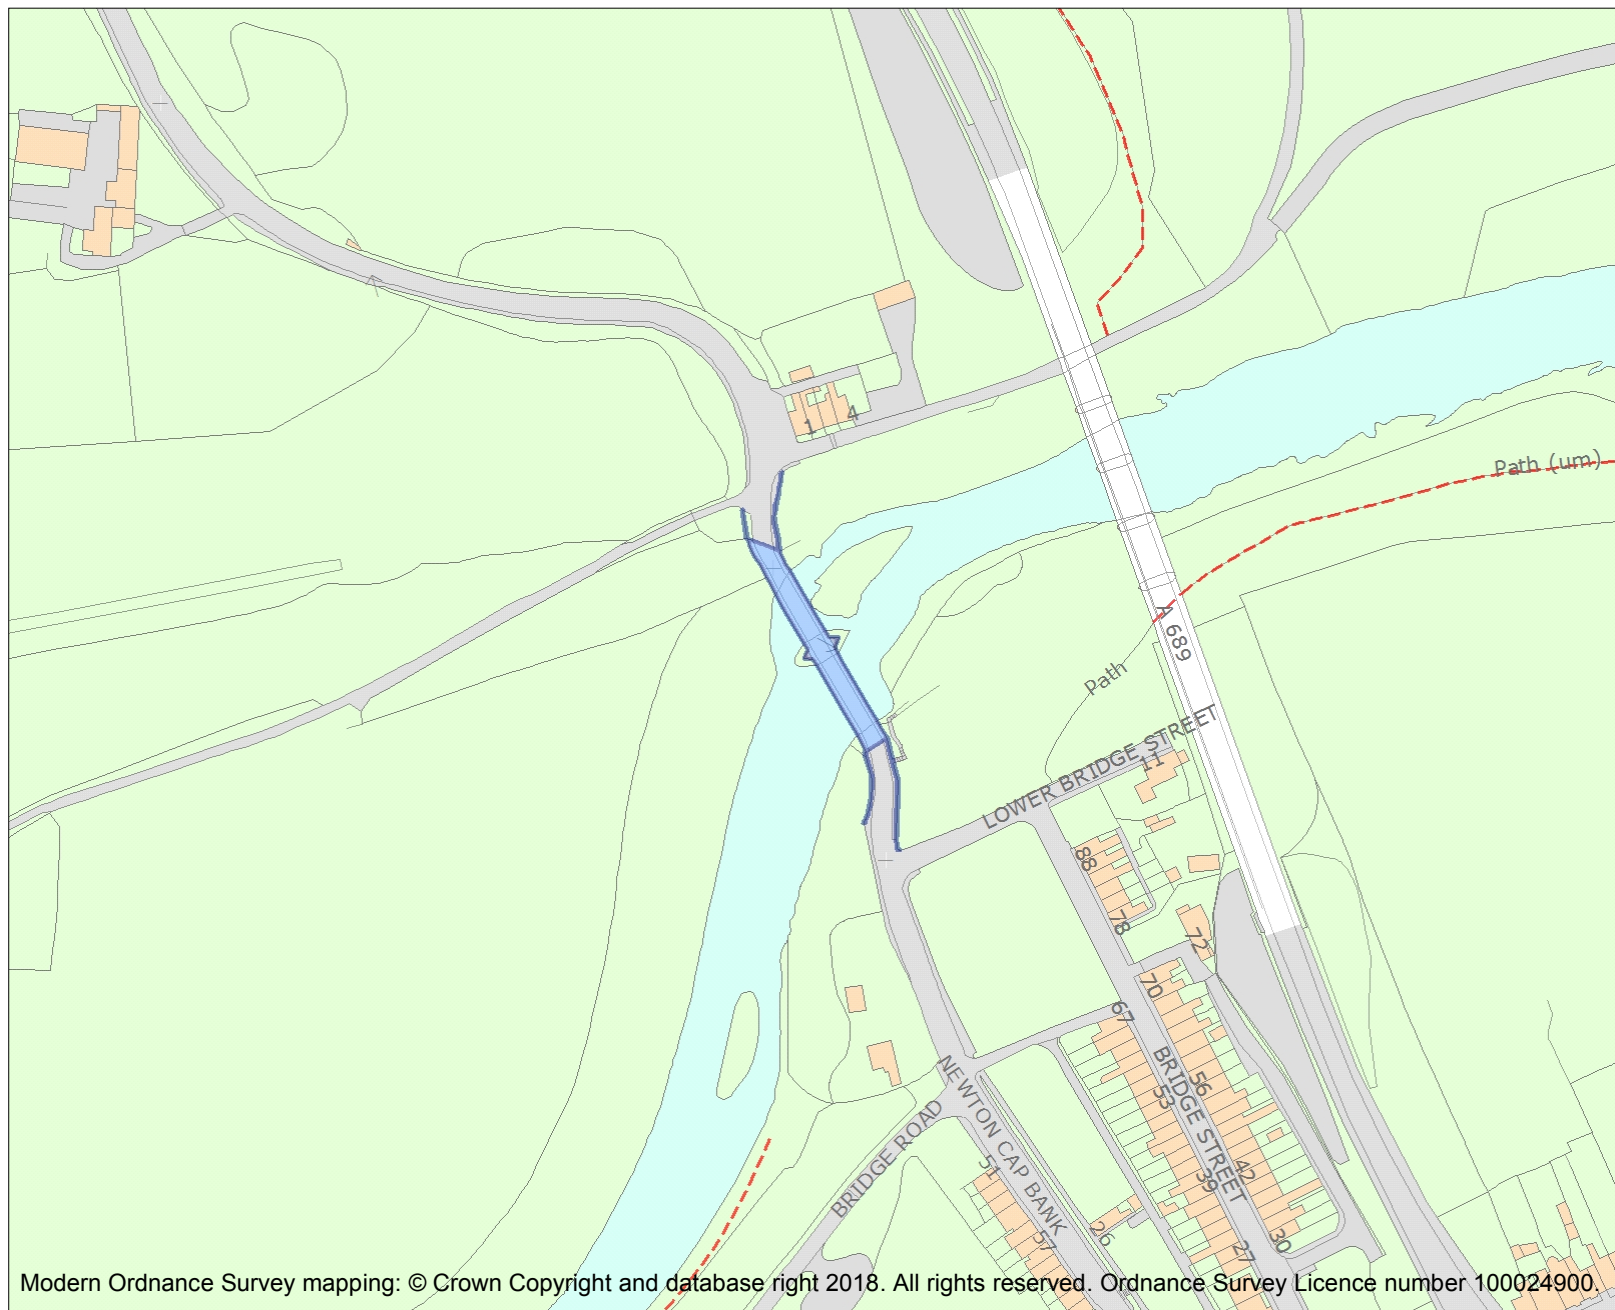 1
4
Path (um)
A 689
Path
LOWER BRIDGE STREET
11
88
78
72
70
67
BRIDGE STREET
56
53
NEWTON CAP BANK
BRIDGE ROAD
51
42
39
57
26
30
27
Modern Ordnance Survey mapping: © Crown Copyright and database right 2018. All rights reserved. Ordnance Survey Licence number 100024900.